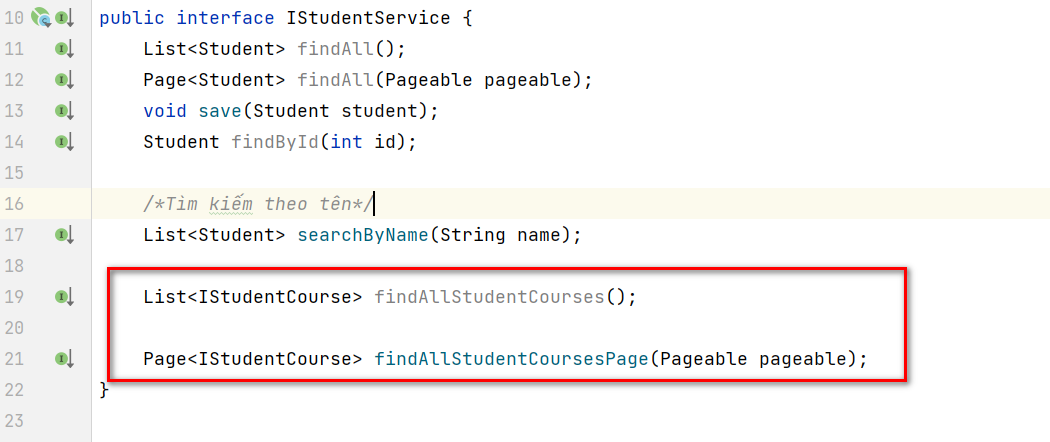 10 public interface IStudentService {
11 List<Student> findAll();
12 Page<Student> findAll(Pageable pageable);
13 void save(Student student);
14 Student findById(int id);
15
16 /*Tìm kiếm theo tên*/
17 List<Student> searchByName(String name);
18
19 List<IStudentCourse> findAllStudentCourses();
20
21 Page<IStudentCourse> findAllStudentCoursesPage(Pageable pageable);
22 }
23